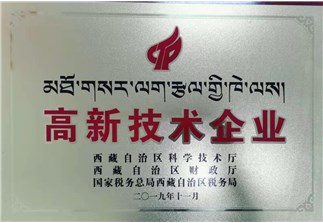 མཐོ་གསར་ལག་རྩལ་གྱི་ཁེ་ལས།
高新技术企业
西藏自治区科学技术厅
西藏自治区财政厅
国家税务总局西藏自治区税务局
二〇一九年十一月